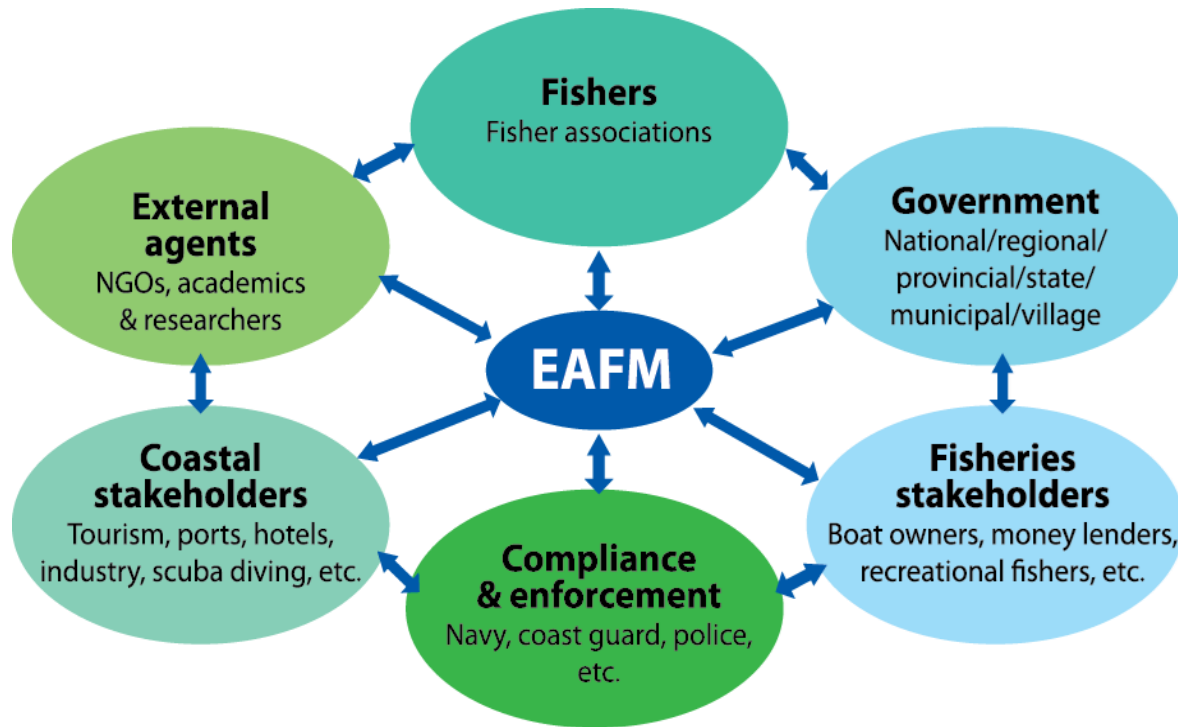 Fishers
Fisher associations
External
agents
NGOs, academics
& researchers
Government
National/regional/
provincial/state/
municipal/village
EAFM
Coastal
stakeholders
Tourism, ports, hotels,
industry, scuba diving, etc.
Compliance
& enforcement
Navy, coast guard, police,
etc.
Fisheries
stakeholders
Boat owners, money lenders,
recreational fishers, etc.